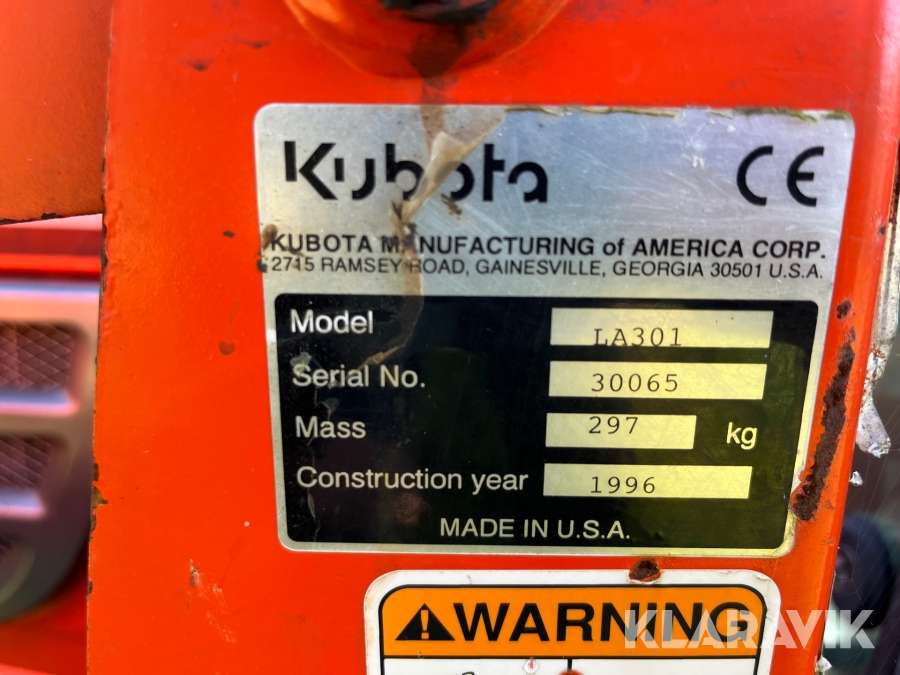 Kubota
CE
KUBOTA MANUFACTURING of AMERICA CORP.
2715 RAMSEY ROAD, GAINESVILLE, GEORGIA 30501 U.S.A.
Model LA301
Serial No. 30065
Mass 297 kg
Construction year 1996
MADE IN U.S.A.
WARNING
KLARAVIK